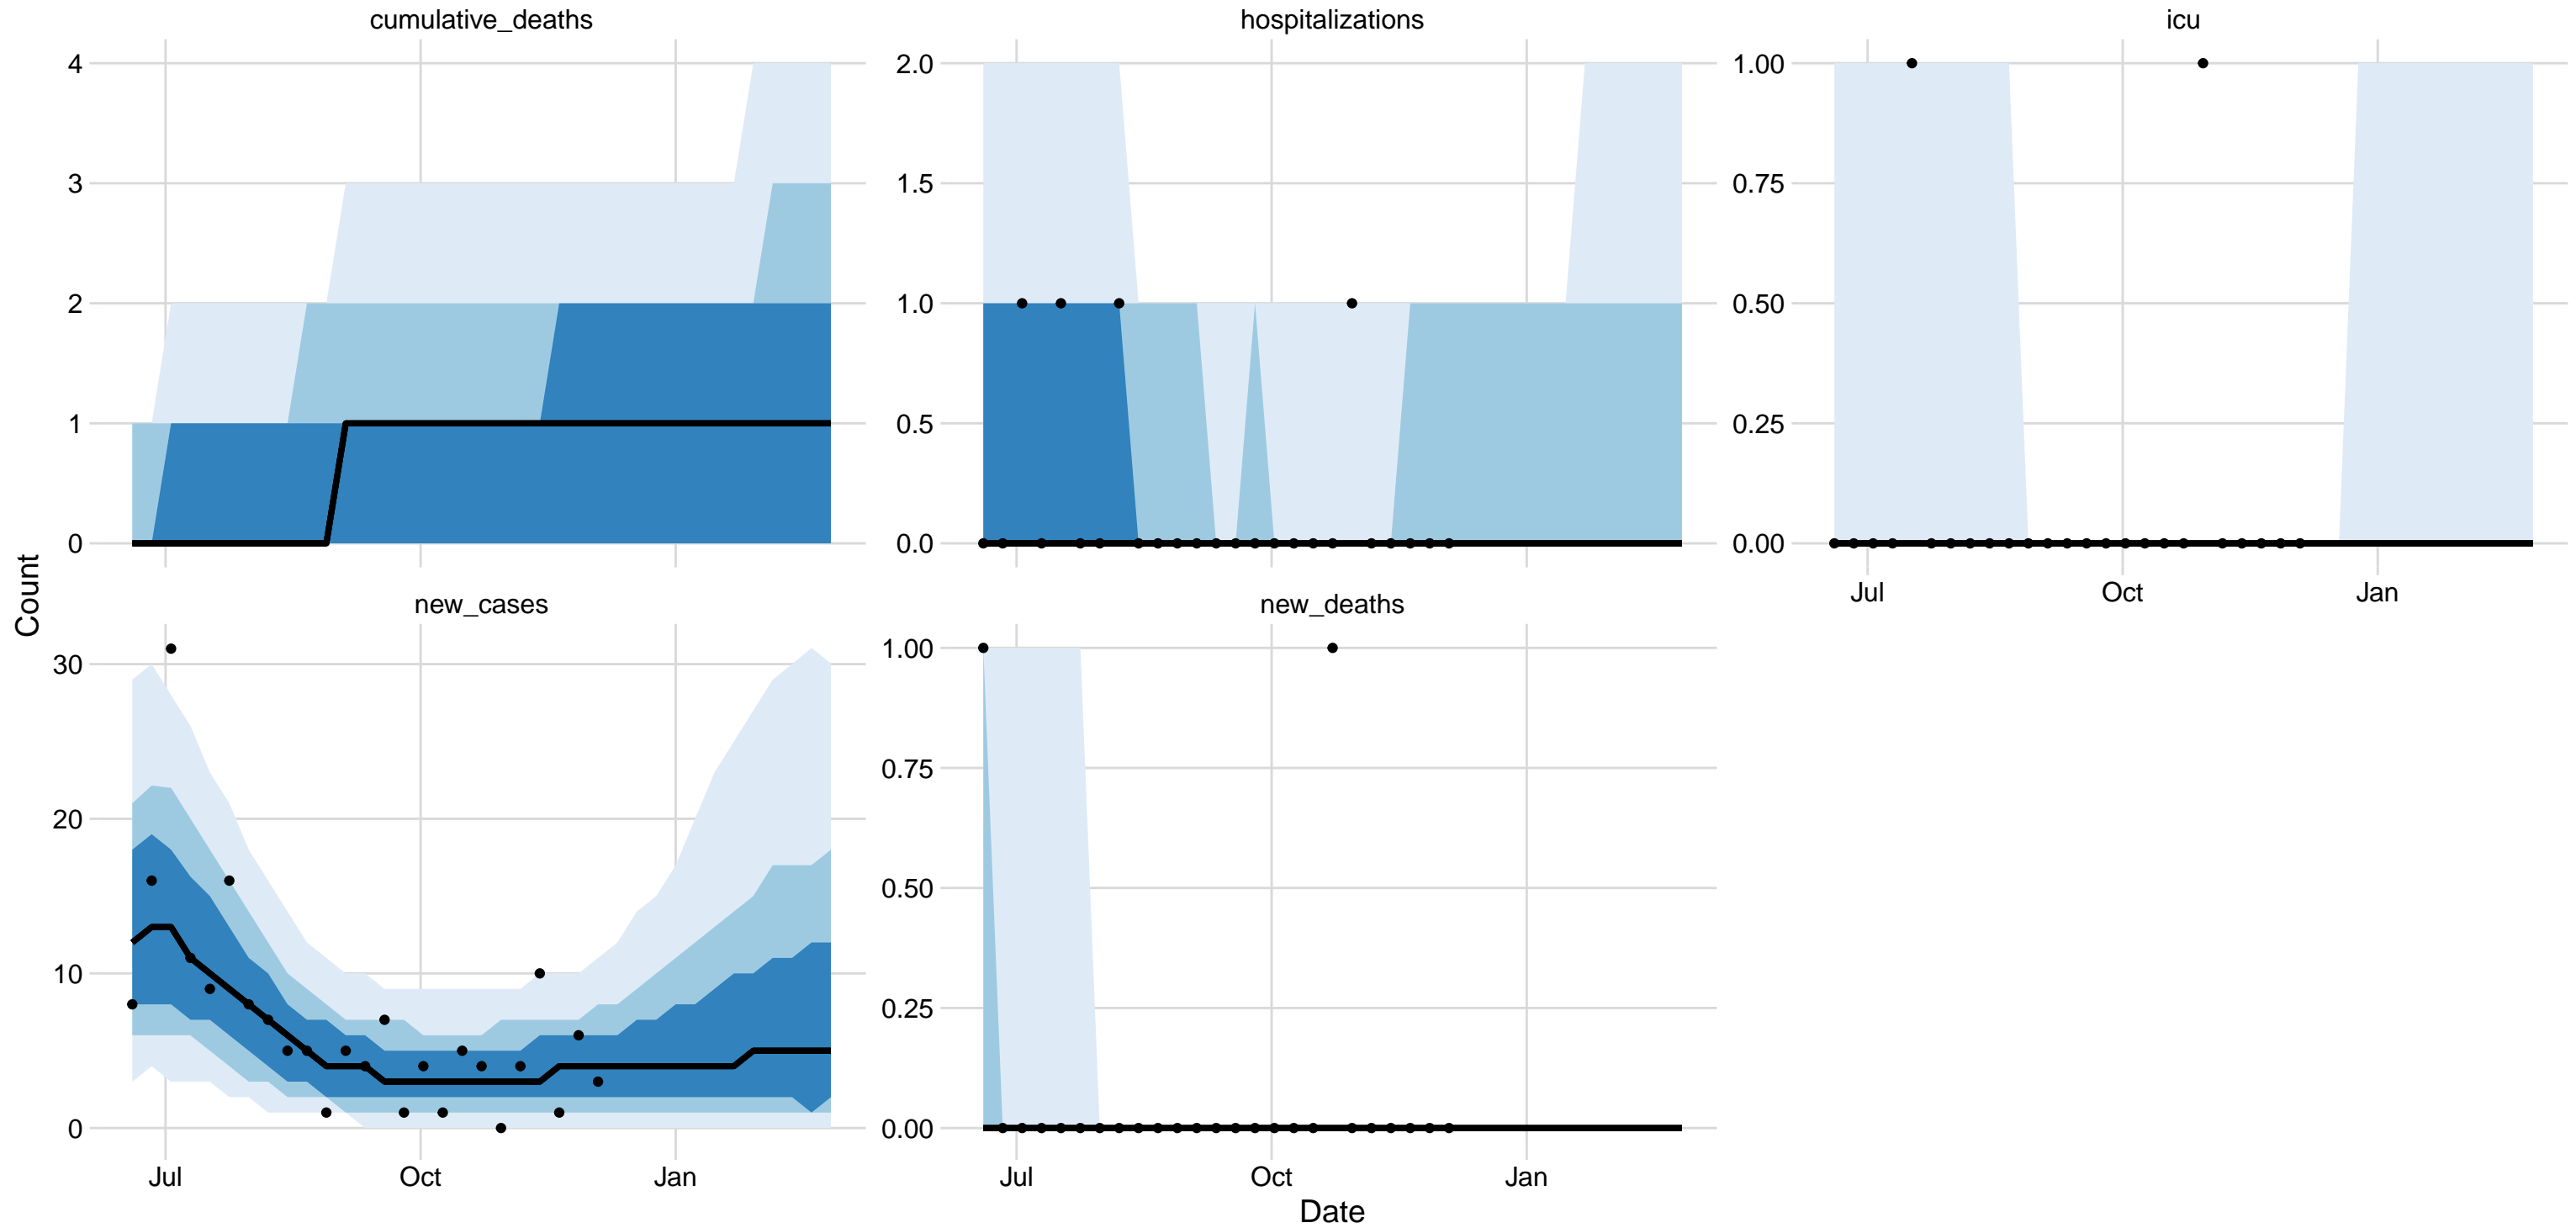 cumulative_deaths
hospitalizations
icu
4
3
2
1
0
2.0
1.5
1.0
0.5
0.0
1.00
0.75
0.50
0.25
0.00
Jul Oct Jan
Count
new_cases
new_deaths
30
20
10
0
1.00
0.75
0.50
0.25
0.00
Jul Oct Jan
Jul Oct Jan
Date